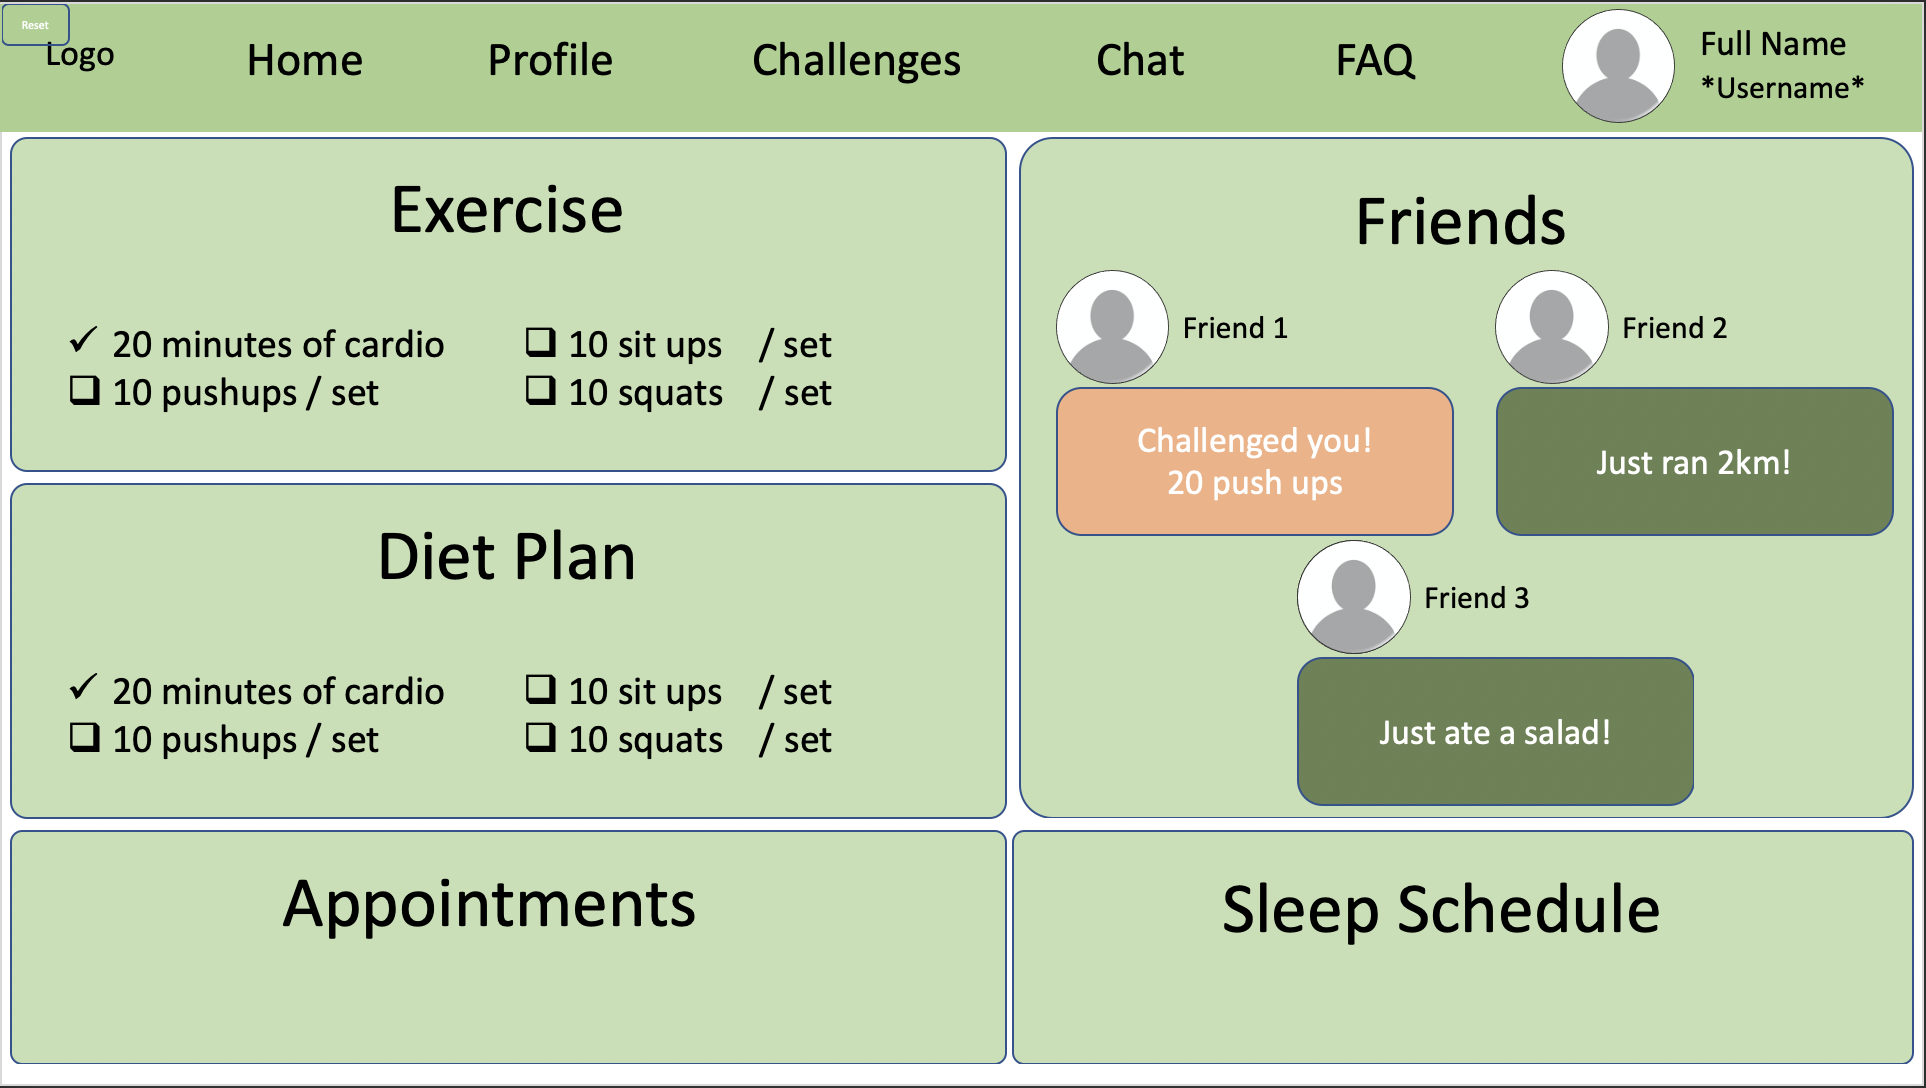 Reset
Logo
Home
Profile
Challenges
Chat
FAQ
Full Name
*Username*
Exercise
✓ 20 minutes of cardio
❑ 10 pushups / set
❑ 10 sit ups / set
❑ 10 squats / set
Friends
Friend 1
Challenged you!
20 push ups
Friend 2
Just ran 2km!
Friend 3
Just ate a salad!
Diet Plan
✓ 20 minutes of cardio
❑ 10 pushups / set
❑ 10 sit ups / set
❑ 10 squats / set
Appointments
Sleep Schedule